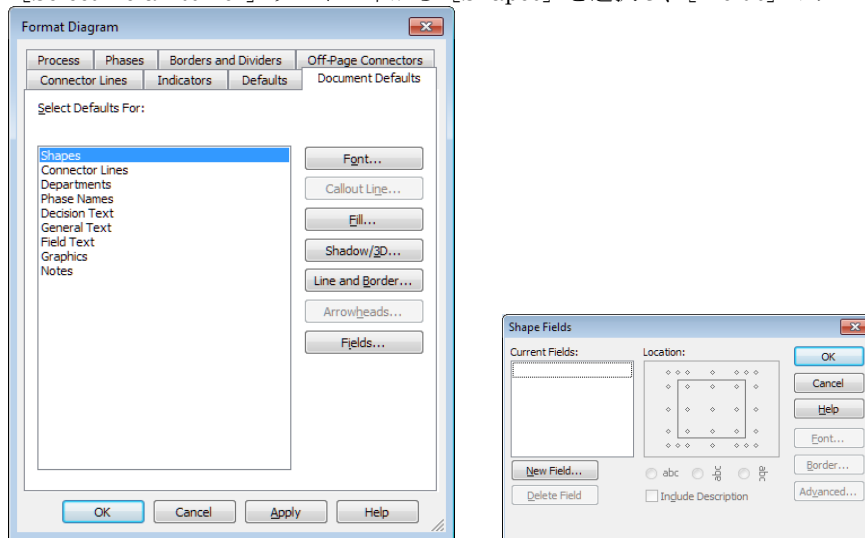 Format Diagram
Process Phases Borders and Dividers Off-Page Connectors
Connector Lines Indicators Defaults Document Defaults
Select Defaults For:
Shapes
Connector Lines
Departments
Phase Names
Decision Text
General Text
Field Text
Graphics
Notes
Font...
Callout Line...
Fill...
Shadow/3D...
Line and Border...
Arrowheads...
Fields...
OK Cancel Apply Help
Shape Fields
Current Fields: Location:
OK
Cancel
Help
Font...
Border...
Advanced...
New Field...
Delete Field
abc abc abc
Include Description